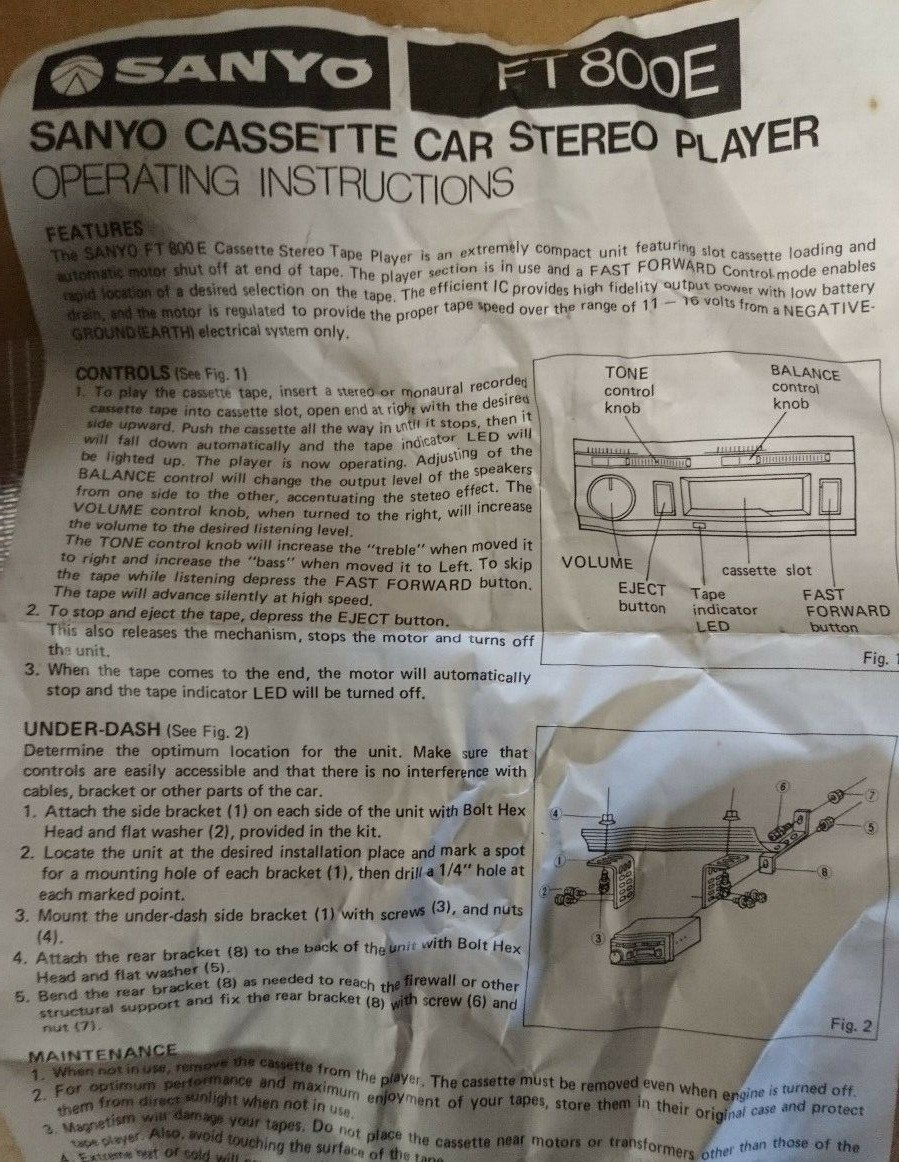 SANYO FT 800E
SANYO CASSETTE CAR STEREO PLAYER
OPERATING INSTRUCTIONS
FEATURES
The SANYO FT 800E Cassette Stereo Tape Player is an extremely compact unit featuring slot cassette loading and
automatic motor shut off at end of tape. The player section is in use and a FAST FORWARD Control mode enables
rapid location of a desired selection on the tape. The efficient IC provides high fidelity output power with low battery
drain, and the motor is regulated to provide the proper tape speed over the range of 11 — 16 volts from a NEGATIVE-
GROUND(EARTH) electrical system only.
CONTROLS (See Fig. 1)
1. To play the cassette tape, insert a stereo or monaural recorded
cassette tape into cassette slot, open end at right with the desired
side upward. Push the cassette all the way in until it stops, then it
will fall down automatically and the tape indicator LED will
be lighted up. The player is now operating. Adjusting of the
BALANCE control will change the output level of the speakers
from one side to the other, accentuating the steteo effect. The
VOLUME control knob, when turned to the right, will increase
the volume to the desired listening level.
The TONE control knob will increase the "treble" when moved it
to right and increase the "bass" when moved it to Left. To skip
the tape while listening depress the FAST FORWARD button.
The tape will advance silently at high speed.
2. To stop and eject the tape, depress the EJECT button.
This also releases the mechanism, stops the motor and turns off
the unit.
3. When the tape comes to the end, the motor will automatically
stop and the tape indicator LED will be turned off.
TONE
control
knob
BALANCE
control
knob
VOLUME
EJECT
button
Tape
indicator
LED
cassette slot
FAST
FORWARD
button
Fig. 1
UNDER-DASH (See Fig. 2)
Determine the optimum location for the unit. Make sure that
controls are easily accessible and that there is no interference with
cables, bracket or other parts of the car.
1. Attach the side bracket (1) on each side of the unit with Bolt Hex
Head and flat washer (2), provided in the kit.
2. Locate the unit at the desired installation place and mark a spot
for a mounting hole of each bracket (1), then drill a 1/4" hole at
each marked point.
3. Mount the under-dash side bracket (1) with screws (3), and nuts
(4).
4. Attach the rear bracket (8) to the back of the unit with Bolt Hex
Head and flat washer (5).
5. Bend the rear bracket (8) as needed to reach the firewall or other
structural support and fix the rear bracket (8) with screw (6) and
nut (7).
4
6
7
5
1
8
2
3
Fig. 2
MAINTENANCE
1. When not in use, remove the cassette from the player. The cassette must be removed even when engine is turned off.
2. For optimum performance and maximum enjoyment of your tapes, store them in their original case and protect
them from direct sunlight when not in use.
3. Magnetism will damage your tapes. Do not place the cassette near motors or transformers other than those of the
tape player. Also, avoid touching the surface of the tape
4. Extreme heat or cold will